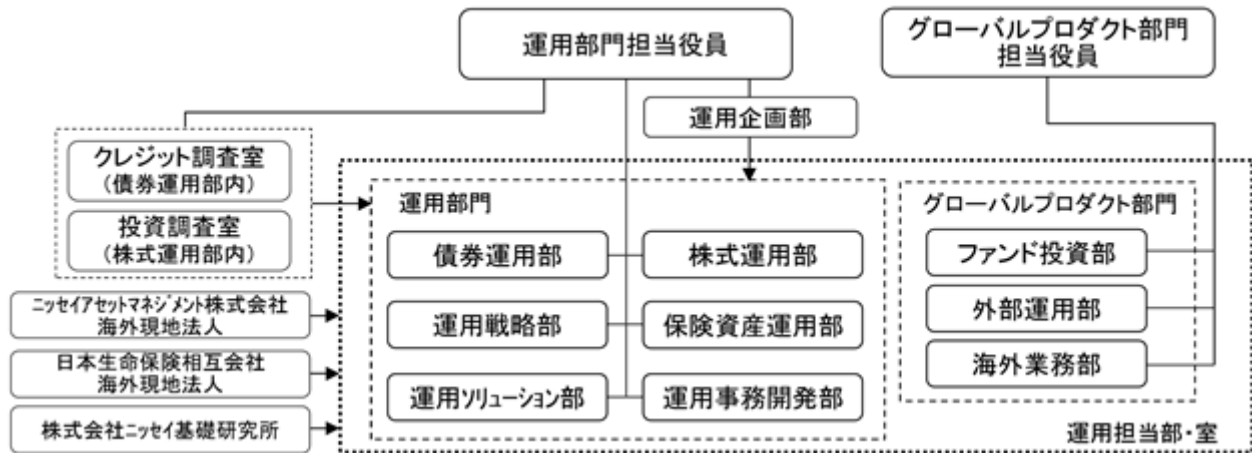 運用部門担当役員
グローバルプロダクト部門
担当役員
運用企画部
クレジット調査室
（債券運用部内）
投資調査室
（株式運用部内）
運用部門
債券運用部
株式運用部
運用戦略部
保険資産運用部
運用ソリューション部
運用事務開発部
グローバルプロダクト部門
ファンド投資部
外部運用部
海外業務部
ニッセイアセットマネジメント株式会社
海外現地法人
日本生命保険相互会社
海外現地法人
株式会社ニッセイ基礎研究所
運用担当部・室